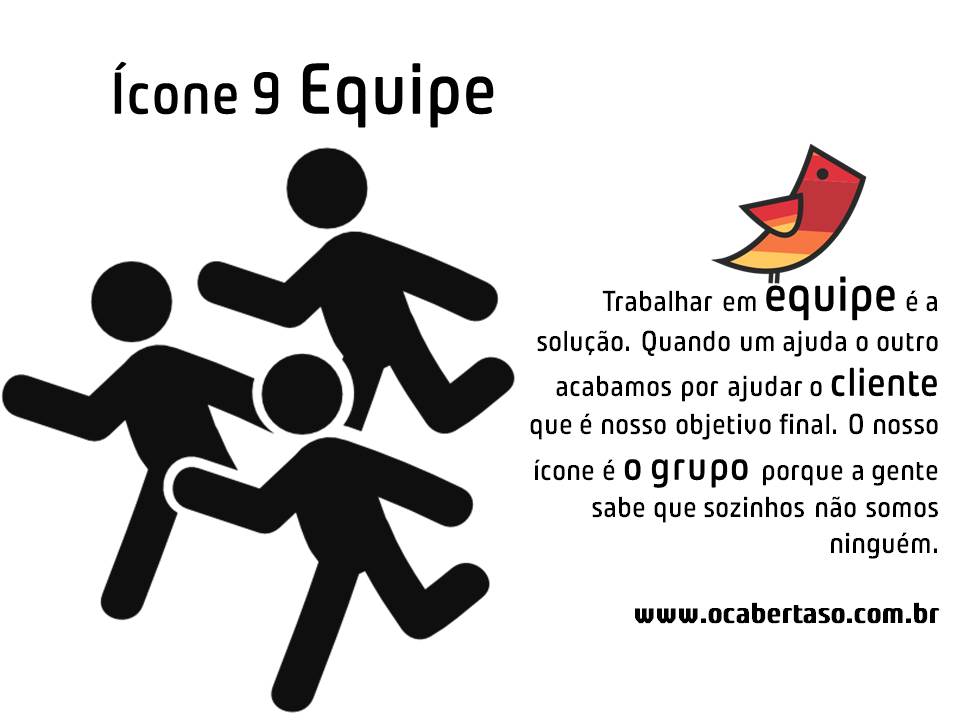 Ícone 9 Equipe
Trabalhar em equipe é a
solução. Quando um ajuda o outro
acabamos por ajudar o cliente
que é nosso objetivo final. O nosso
ícone é o grupo porque a gente
sabe que sozinhos não somos
ninguém.
www.ocabertaso.com.br